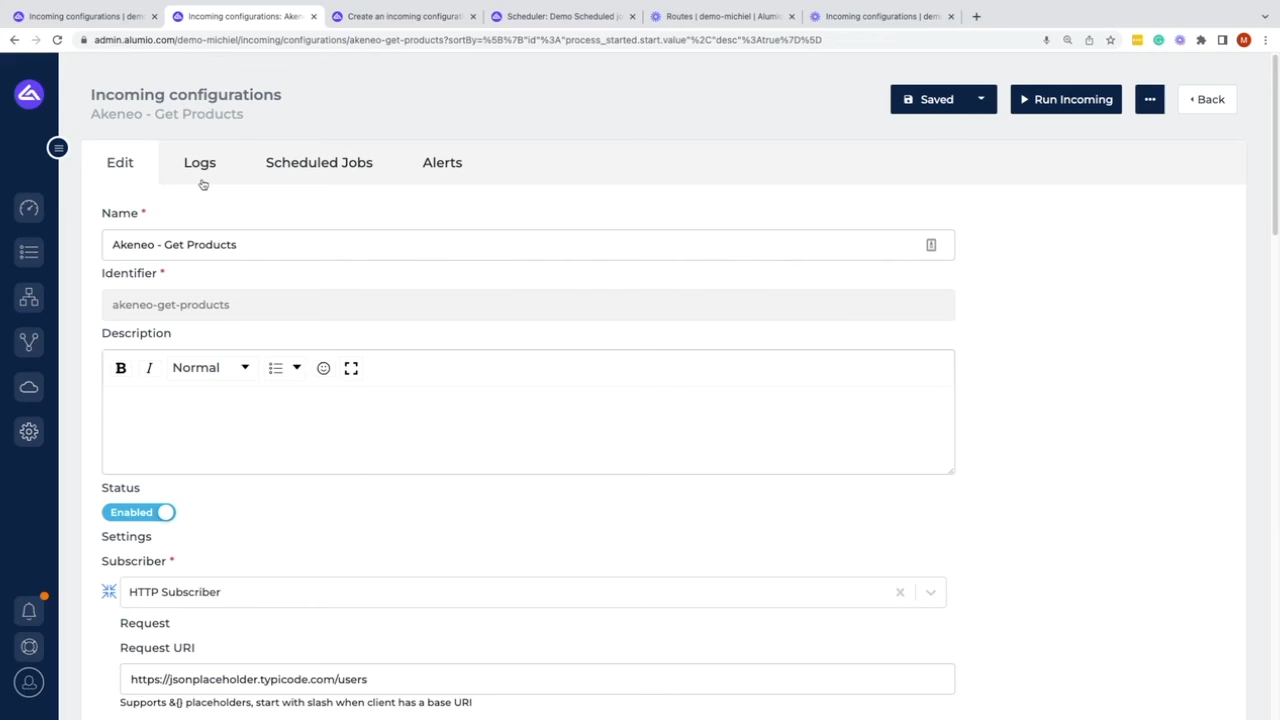 Incoming configurations | dem
Incoming configurations: Aken
Create an incoming configurat
Scheduler: Demo Scheduled jo
Routes | demo-michiel | Alumio
Incoming configurations | dem
admin.alumio.com/demo-michiel/incoming/configurations/akeneo-get-products?sortBy=%5B%7B"id"%3A"process_started.start.value"%2C"desc"%3Atrue%7D%5D
M
Incoming configurations
Akeneo - Get Products
Saved
Run Incoming
Back
Edit
Logs
Scheduled Jobs
Alerts
Name *
Akeneo - Get Products
Identifier *
akeneo-get-products
Description
B I Normal
Status
Enabled
Settings
Subscriber *
HTTP Subscriber
Request
Request URI
https://jsonplaceholder.typicode.com/users
Supports &{} placeholders, start with slash when client has a base URI